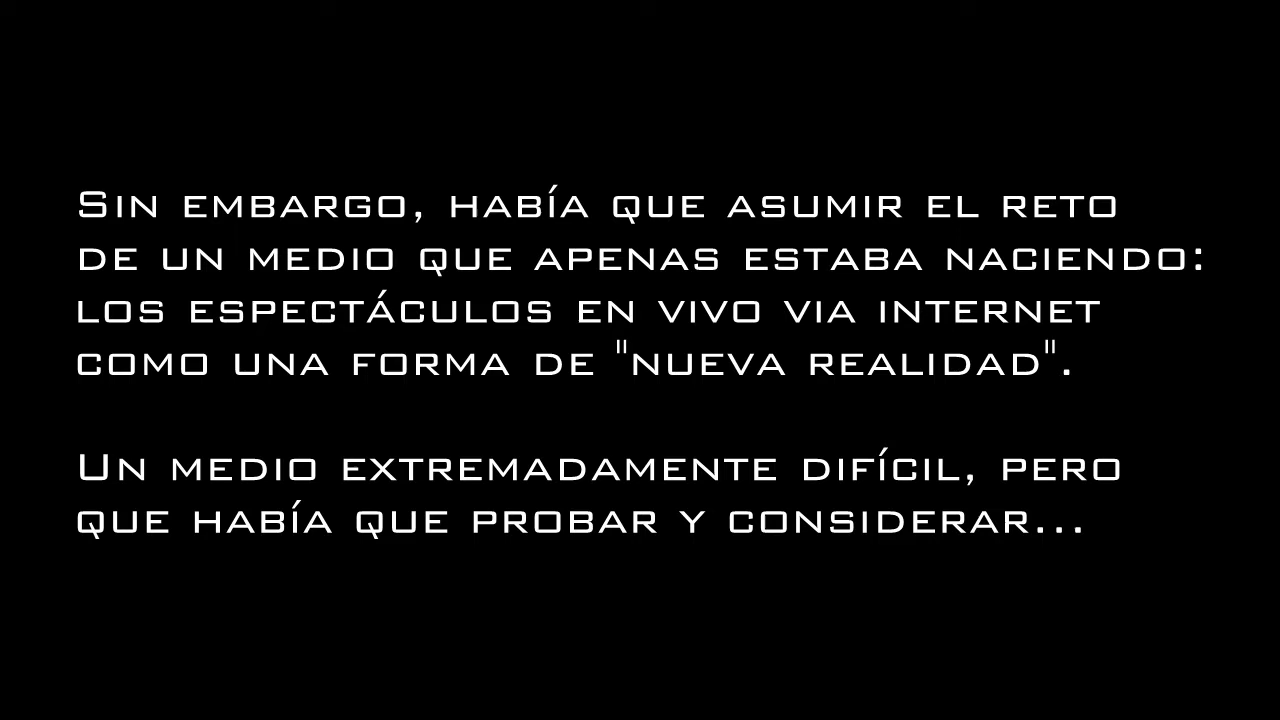 Sin embargo, había que asumir el reto
de un medio que apenas estaba naciendo:
los espectáculos en vivo via internet
como una forma de "nueva realidad".
Un medio extremadamente difícil, pero
que había que probar y considerar...